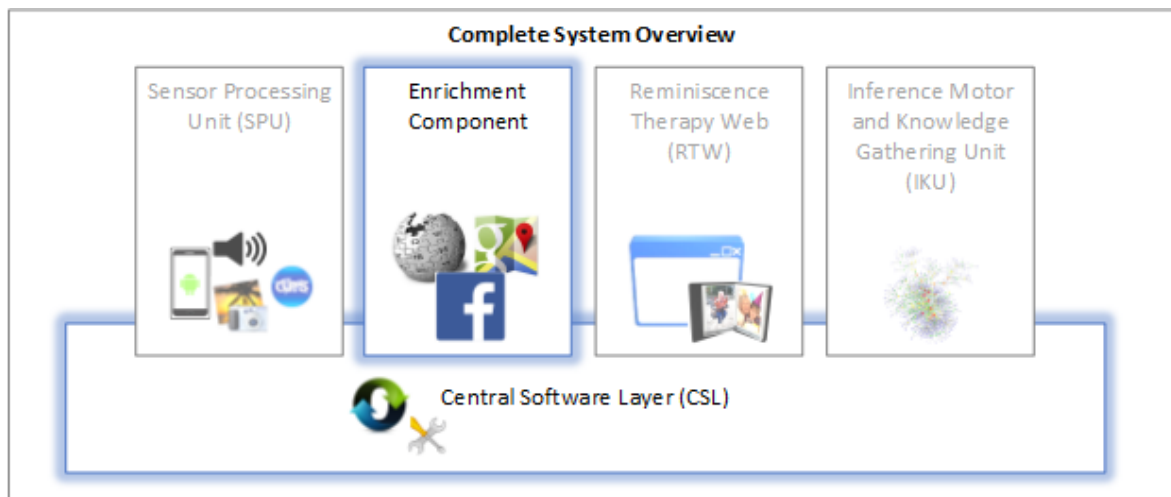 Complete System Overview
Sensor Processing
Unit (SPU)
Enrichment
Component
Reminiscence
Therapy Web
(RTW)
Inference Motor
and Knowledge
Gathering Unit
(IKU)
Central Software Layer (CSL)